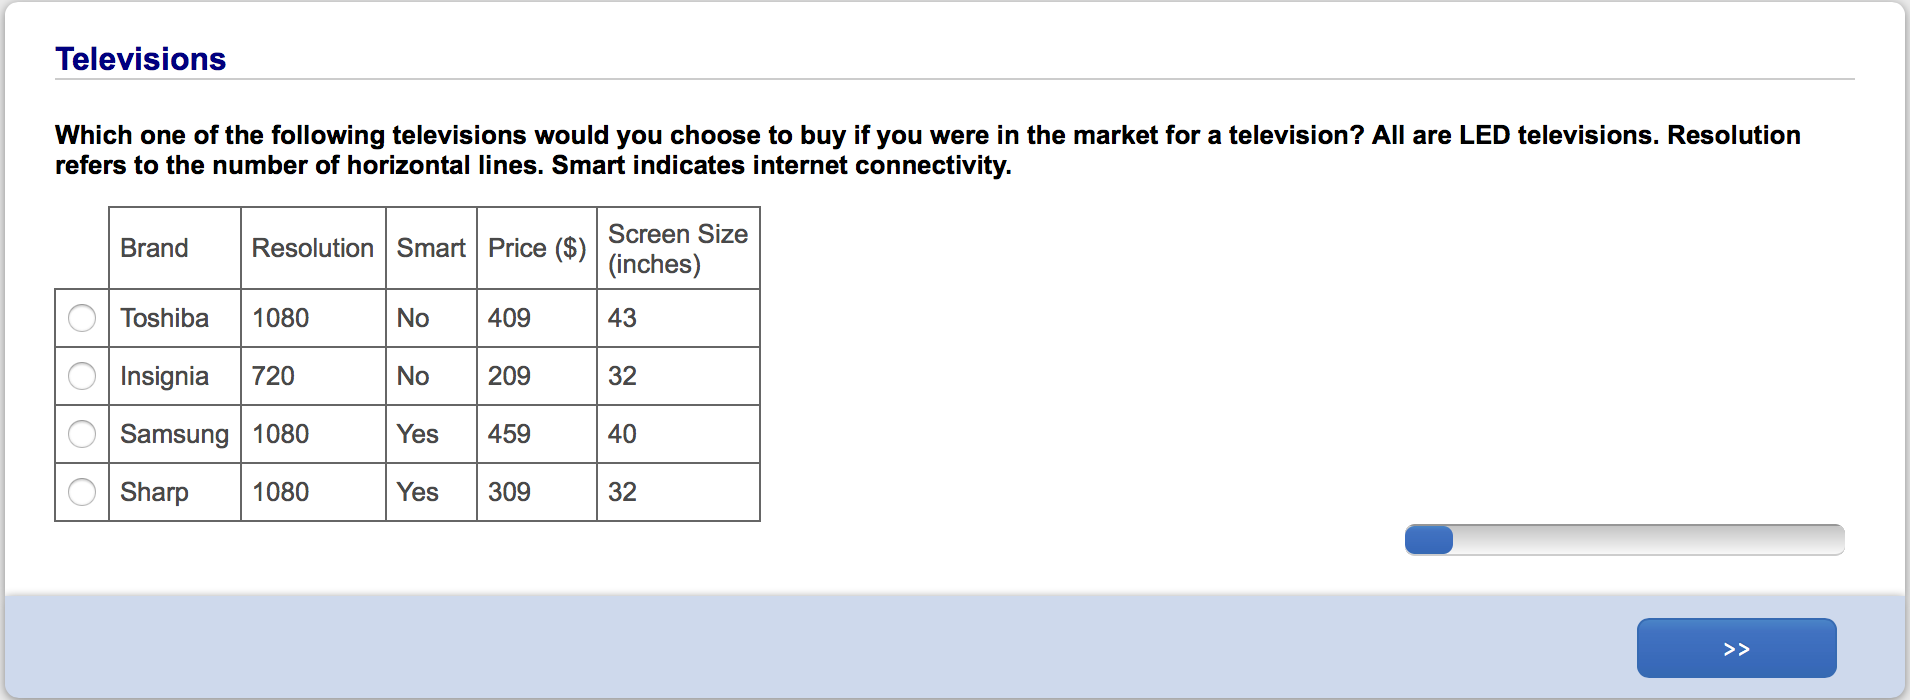 Televisions
Which one of the following televisions would you choose to buy if you were in the market for a television? All are LED televisions. Resolution
refers to the number of horizontal lines. Smart indicates internet connectivity.
Brand Resolution Smart Price ($) Screen Size (inches)
Toshiba 1080 No 409 43
Insignia 720 No 209 32
Samsung 1080 Yes 459 40
Sharp 1080 Yes 309 32
>>